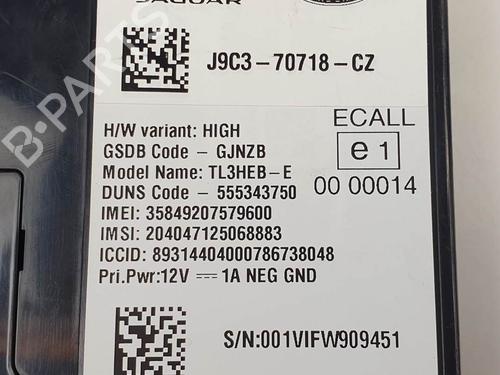 JAGUAR
J9C3-70718-CZ
H/W variant: HIGH
GSDB Code - GJNZB
Model Name: TL3HEB-E
DUNS Code - 555343750
IMEI: 35849207579600
IMSI: 204047125068883
ICCID: 89314404000786738048
Pri.Pwr:12V 1A NEG GND
ECALL
e 1
00 00014
S/N:001VIFW909451
B-PARTS